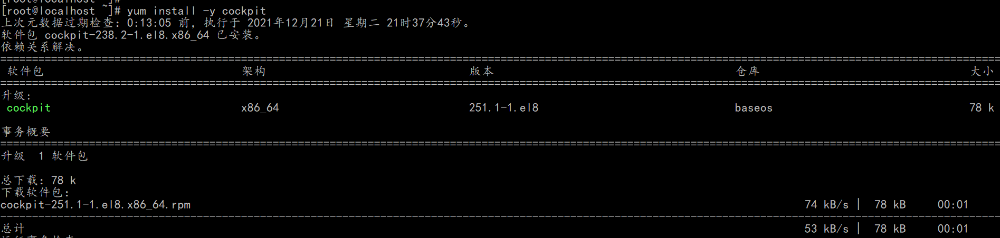 [root@localhost ~]#
[root@localhost ~]# yum install -y cockpit
上次元数据过期检查：0:13:05 前，执行于 2021年12月21日 星期二 21时37分43秒。
软件包 cockpit-238.2-1.el8.x86_64 已安装。
依赖关系解决。
================================================================================
软件包 架构 版本 仓库 大小
================================================================================
升级:
cockpit x86_64 251.1-1.el8 baseos 78 k
事务概要
================================================================================
升级  1 软件包
总下载：78 k
下载软件包：
cockpit-251.1-1.el8.x86_64.rpm 74 kB/s | 78 kB 00:01
--------------------------------------------------------------------------------
总计 53 kB/s | 78 kB 00:01